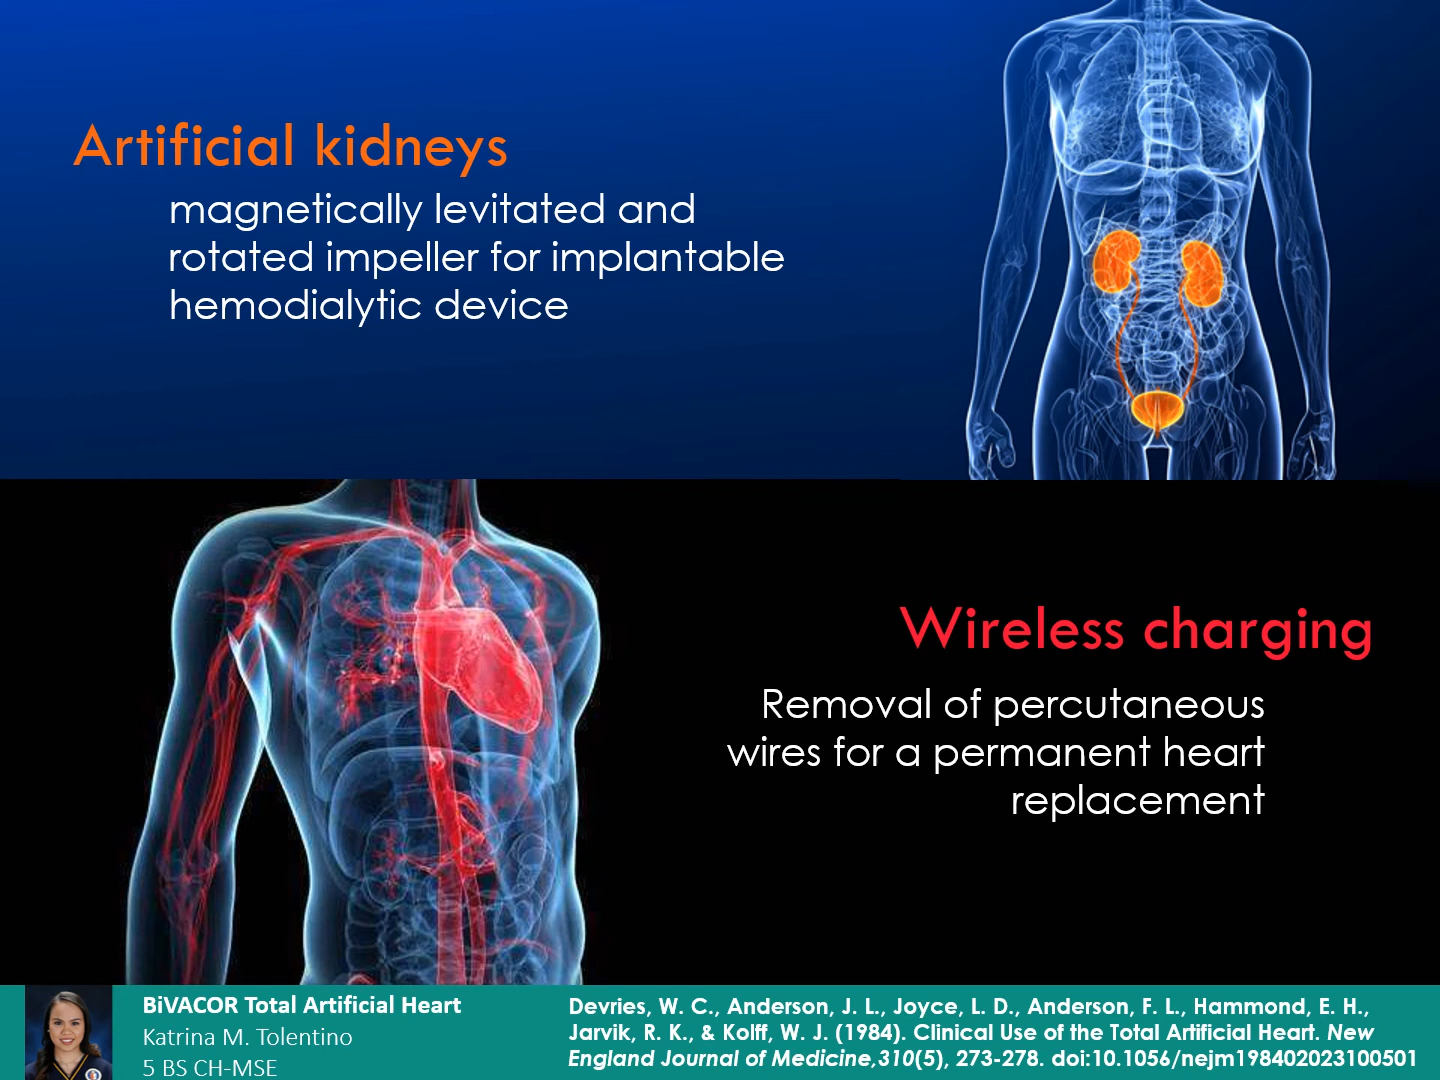 Artificial kidneys
magnetically levitated and
rotated impeller for implantable
hemodialytic device
Wireless charging
Removal of percutaneous
wires for a permanent heart
replacement
BiVACOR Total Artificial Heart
Katrina M. Tolentino
5 BS CH-MSE
Devries, W. C., Anderson, J. L., Joyce, L. D., Anderson, F. L., Hammond, E. H.,
Jarvik, R. K., & Kolff, W. J. (1984). Clinical Use of the Total Artificial Heart. New
England Journal of Medicine,310(5), 273-278. doi:10.1056/nejm198402023100501